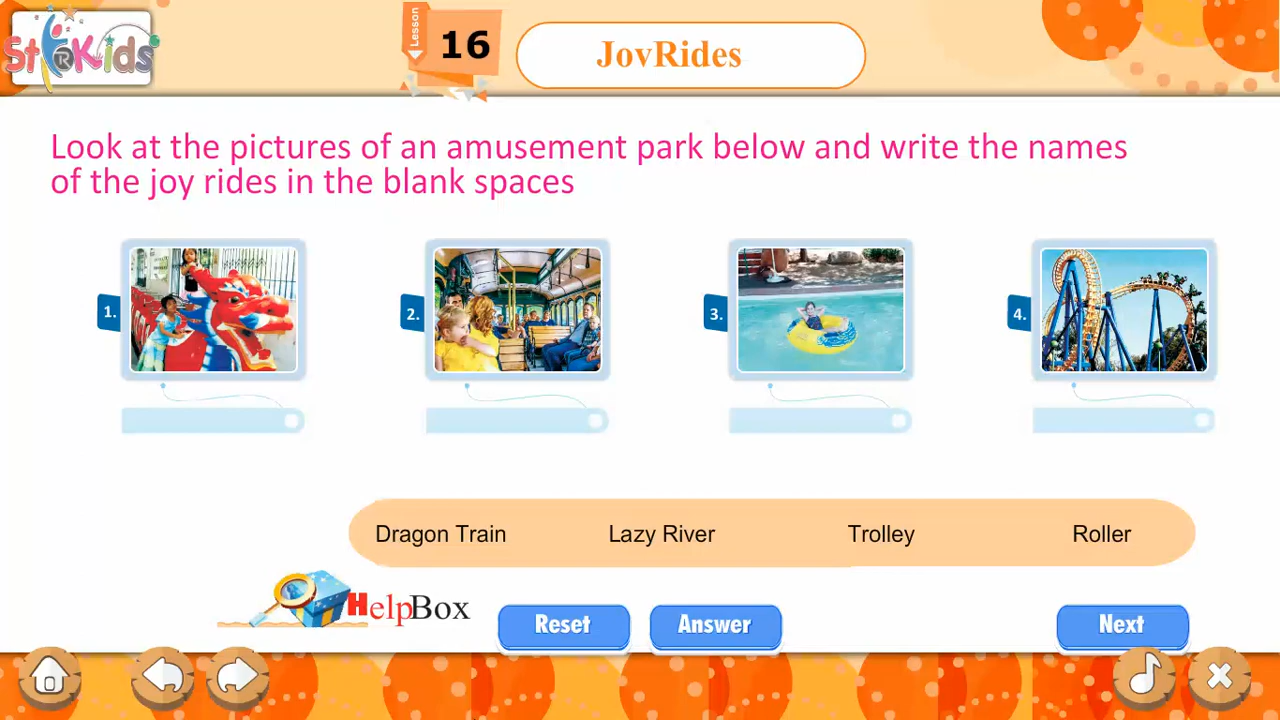 St★RKids
Lesson
16
JovRides
Look at the pictures of an amusement park below and write the names
of the joy rides in the blank spaces
1.
2.
3.
4.
Dragon Train
Lazy River
Trolley
Roller
HelpBox
Reset
Answer
Next